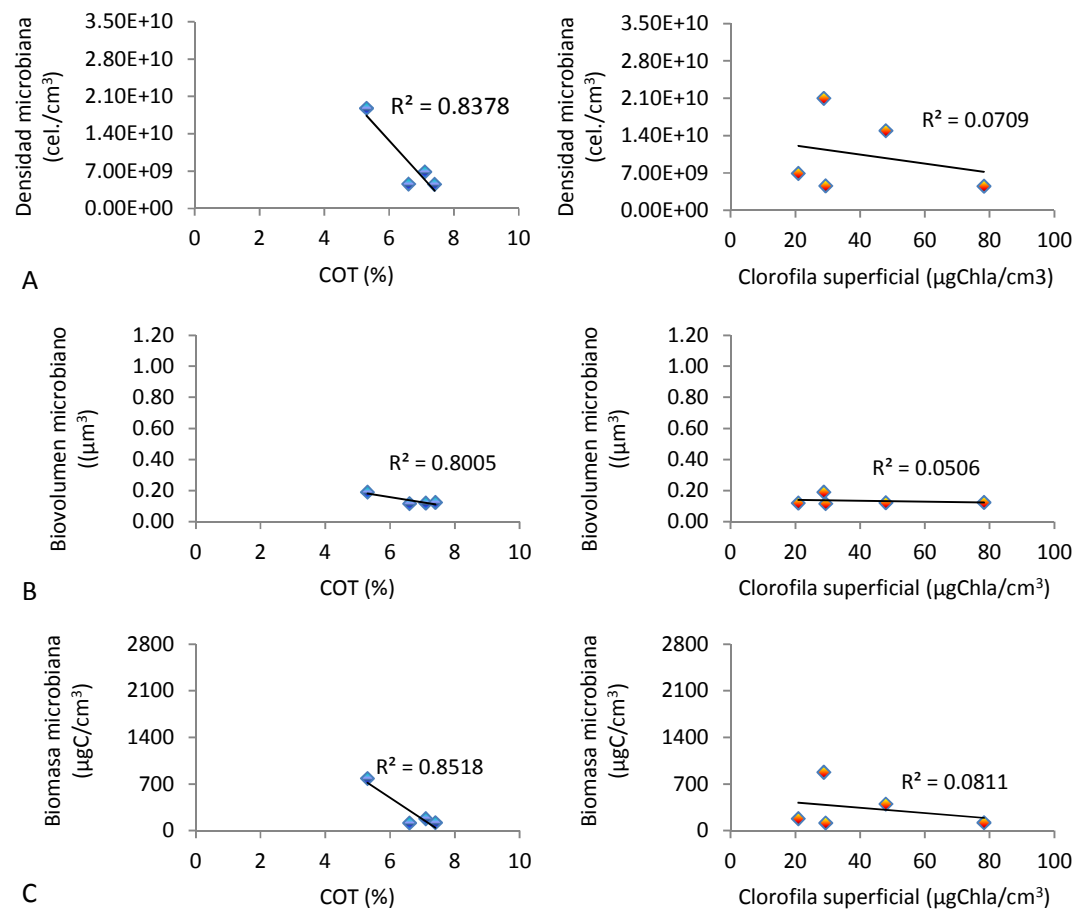 Densidad microbiana
(cel./cm³)
3.50E+10
2.80E+10
2.10E+10
1.40E+10
7.00E+09
0.00E+00
R² = 0.8378
0 2 4 6 8 10
COT (%)
Densidad microbiana
(cel./cm³)
3.50E+10
2.80E+10
2.10E+10
1.40E+10
7.00E+09
0.00E+00
R² = 0.0709
0 20 40 60 80 100
Clorofila superficial (µgChla/cm3)
A
Biovolumen microbiano
((µm³)
1.20
1.00
0.80
0.60
0.40
0.20
0.00
R² = 0.8005
0 2 4 6 8 10
COT (%)
Biovolumen microbiano
((µm³)
1.20
1.00
0.80
0.60
0.40
0.20
0.00
R² = 0.0506
0 20 40 60 80 100
Clorofila superficial (µgChla/cm³)
B
Biomasa microbiana
(µgC/cm³)
2800
2100
1400
700
0
R² = 0.8518
0 2 4 6 8 10
COT (%)
Biomasa microbiana
(µgC/cm³)
2800
2100
1400
700
0
R² = 0.0811
0 20 40 60 80 100
Clorofila superficial (µgChla/cm³)
C